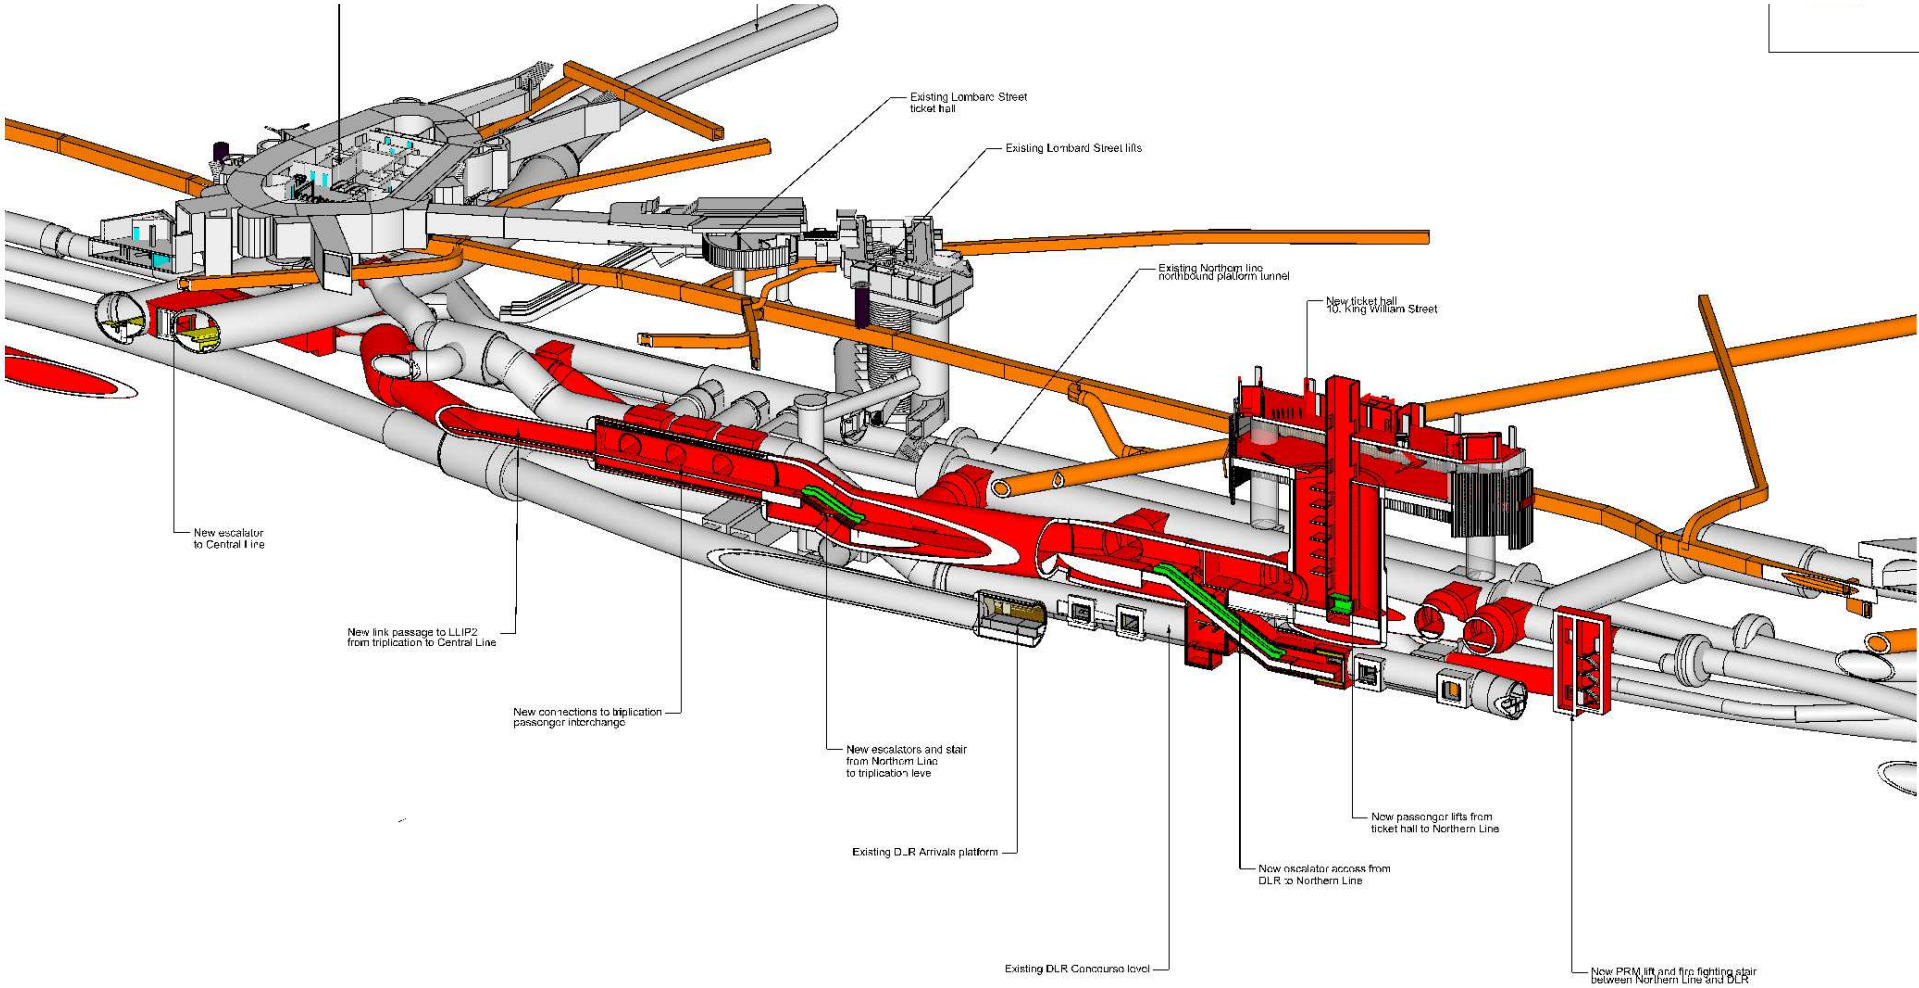 Existing Lombard Street
ticket hall
Existing Lombard Street lifts
Existing Northern line
northbound platform tunnel
New ticket hall
10. King William Street
New escalator
to Central Line
New link passage to LLIP2
from triplication to Central Line
New connections to triplication
passenger interchange
New escalators and stair
from Northern Line
to triplication leve
Existing DLR Arrivals platform
New passenger lifts from
ticket hall to Northern Line
New escalator access from
DLR to Northern Line
Existing DLR Concourse level
New PRM lift and fire fighting stair
between Northern Line and DLR